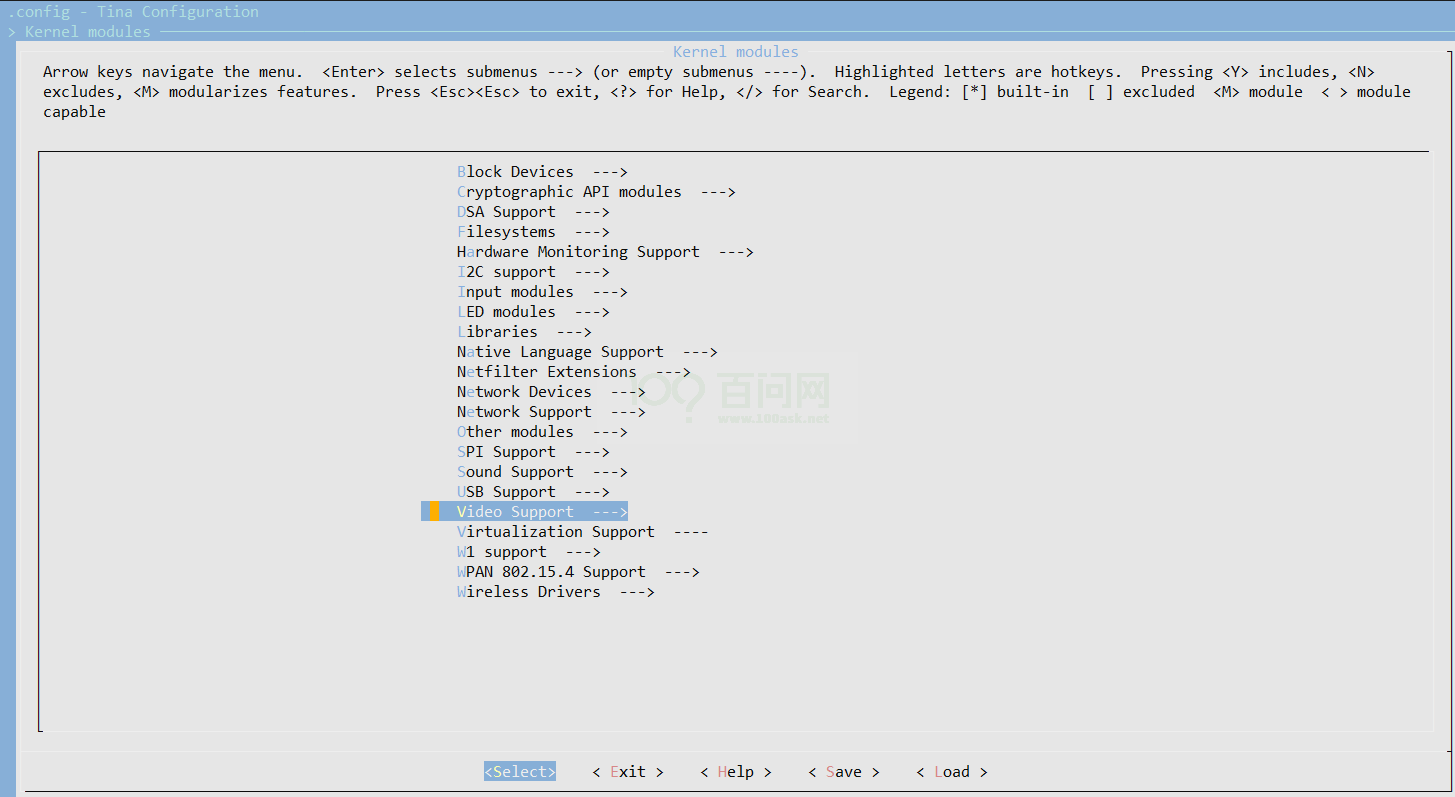 .config - Tina Configuration
> Kernel modules
Kernel modules
Arrow keys navigate the menu.  <Enter> selects submenus ---> (or empty submenus ----).  Highlighted letters are hotkeys.  Pressing <Y> includes, <N>
excludes, <M> modularizes features.  Press <Esc><Esc> to exit, <?> for Help, </> for Search.  Legend: [*] built-in  [ ] excluded  <M> module  < > module
capable
Block Devices  --->
Cryptographic API modules  --->
DSA Support  --->
Filesystems  --->
Hardware Monitoring Support  --->
I2C support  --->
Input modules  --->
LED modules  --->
Libraries  --->
Native Language Support  --->
Netfilter Extensions  --->
Network Devices  --->
Network Support  --->
Other modules  --->
SPI Support  --->
Sound Support  --->
USB Support  --->
Video Support  --->
Virtualization Support  ----
W1 support  --->
WPAN 802.15.4 Support  --->
Wireless Drivers  --->
百问网
www.100ask.net
<Select>    < Exit >    < Help >    < Save >    < Load >